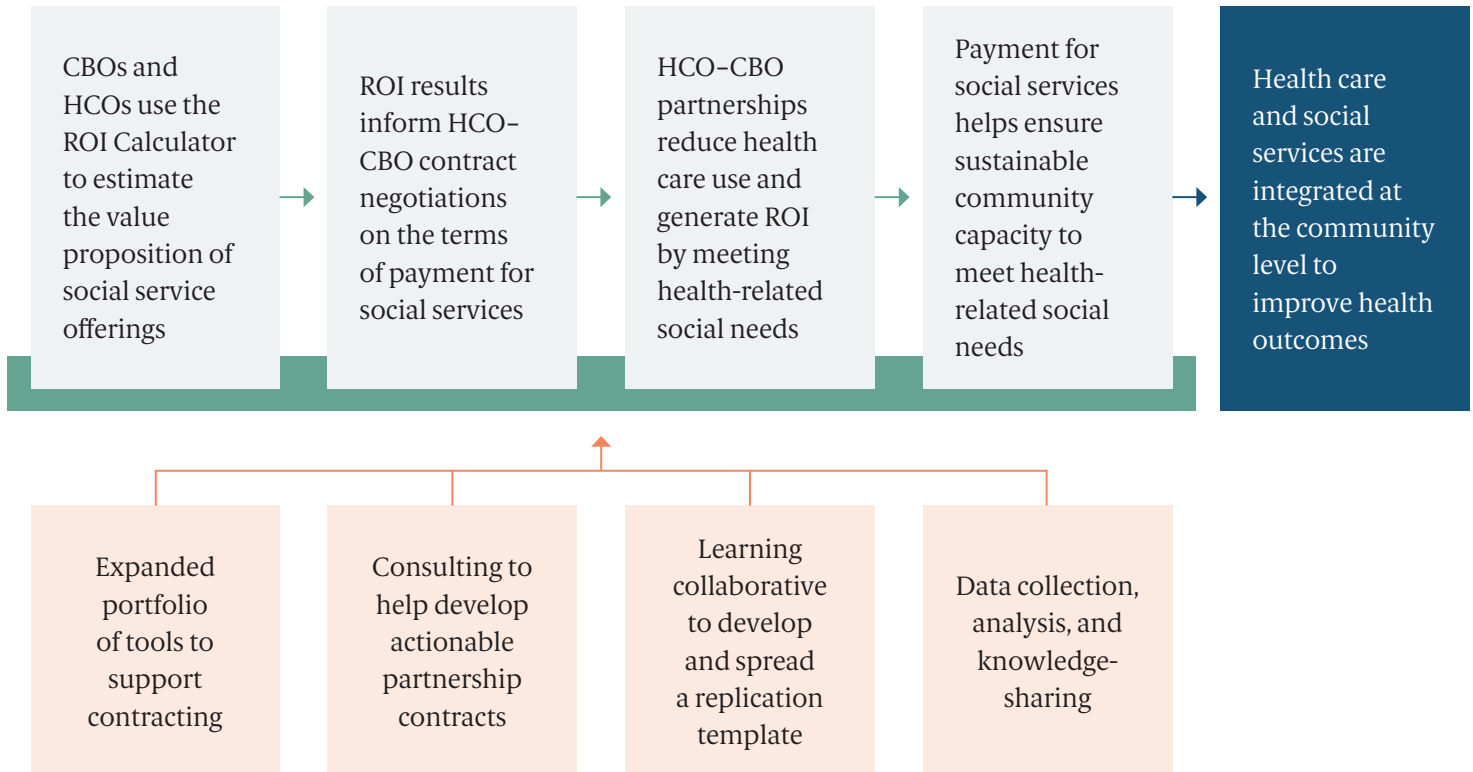 CBOs and
HCOs use the
ROI Calculator
to estimate
the value
proposition of
social service
offerings
ROI results
inform HCO–
CBO contract
negotiations
on the terms
of payment for
social services
HCO–CBO
partnerships
reduce health
care use and
generate ROI
by meeting
health-related
social needs
Payment for
social services
helps ensure
sustainable
community
capacity to
meet health-
related social
needs
Health care
and social
services are
integrated at
the community
level to
improve health
outcomes
Expanded
portfolio
of tools to
support
contracting
Consulting to
help develop
actionable
partnership
contracts
Learning
collaborative
to develop
and spread
a replication
template
Data collection,
analysis, and
knowledge-
sharing